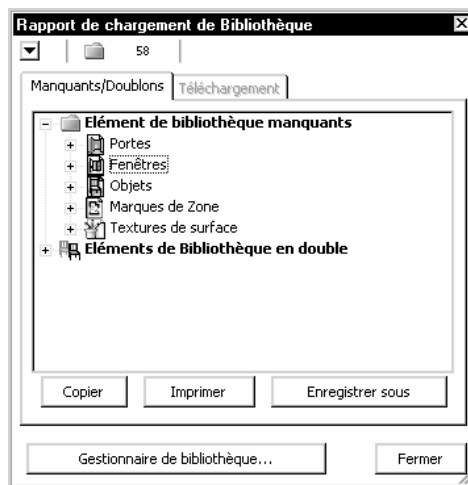 Rapport de chargement de Bibliothèque
58
Manquants/Doublons Téléchargement
Elément de bibliothèque manquants
Portes
Fenêtres
Objets
Marques de Zone
Textures de surface
Eléments de Bibliothèque en double
Copier Imprimer Enregistrer sous
Gestionnaire de bibliothèque... Fermer